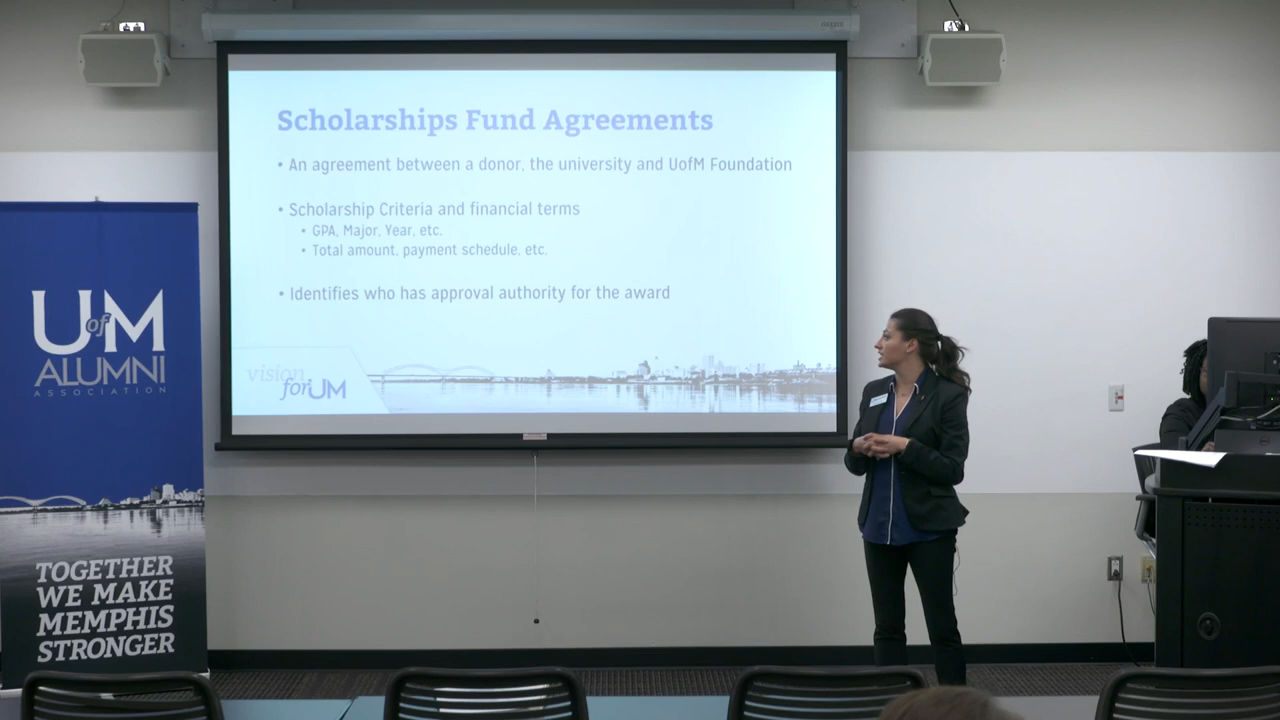 Scholarships Fund Agreements
• An agreement between a donor, the university and UofM Foundation
• Scholarship Criteria and financial terms
• GPA, Major, Year, etc.
• Total amount, payment schedule, etc.
• Identifies who has approval authority for the award
vision
for UM
UofM
ALUMNI
ASSOCIATION
TOGETHER
WE MAKE
MEMPHIS
STRONGER